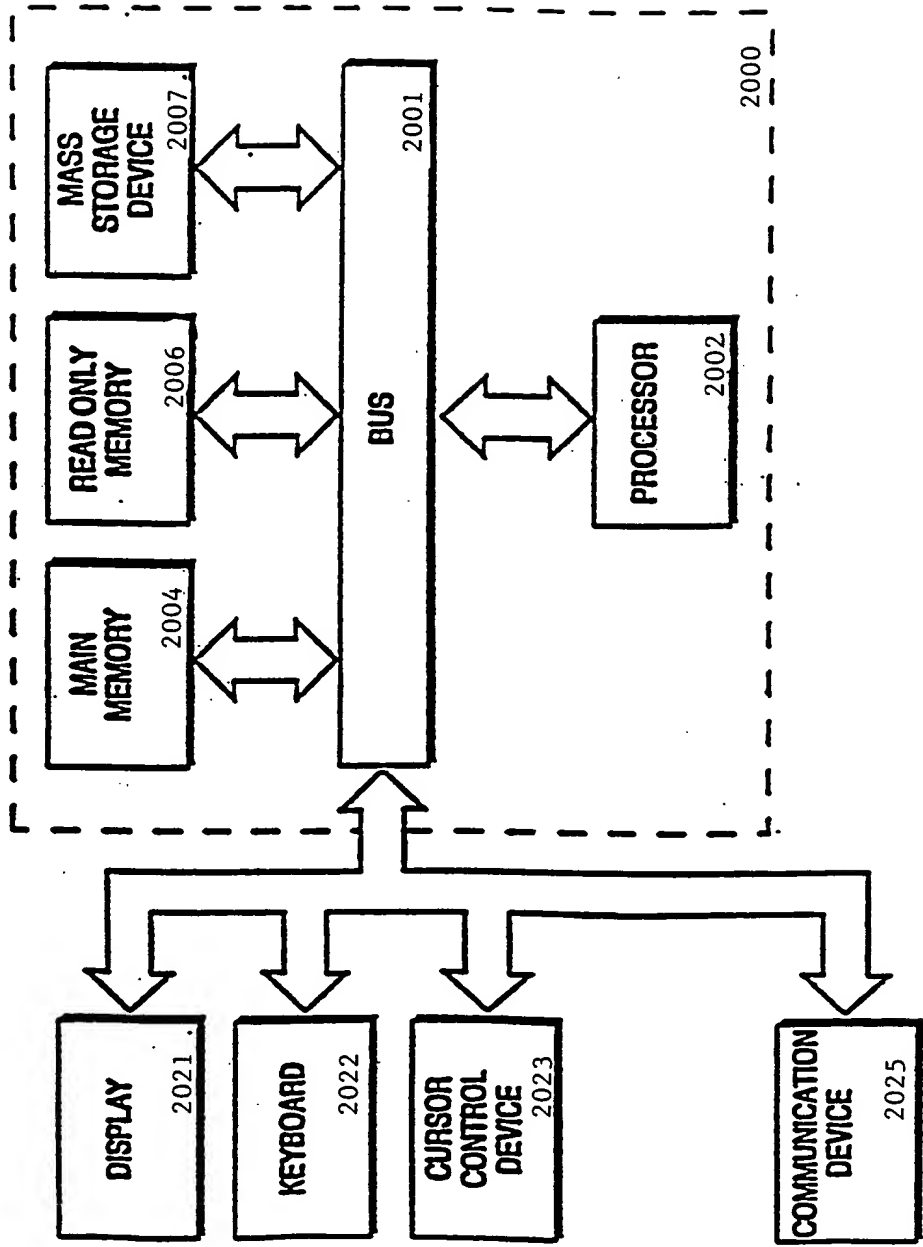 DISPLAY
2021
KEYBOARD
2022
CURSOR
CONTROL
DEVICE
2023
COMMUNICATION
DEVICE
2025
MAIN
MEMORY
2004
READ ONLY
MEMORY
2006
MASS
STORAGE
DEVICE
2007
BUS
2001
PROCESSOR
2002
2000